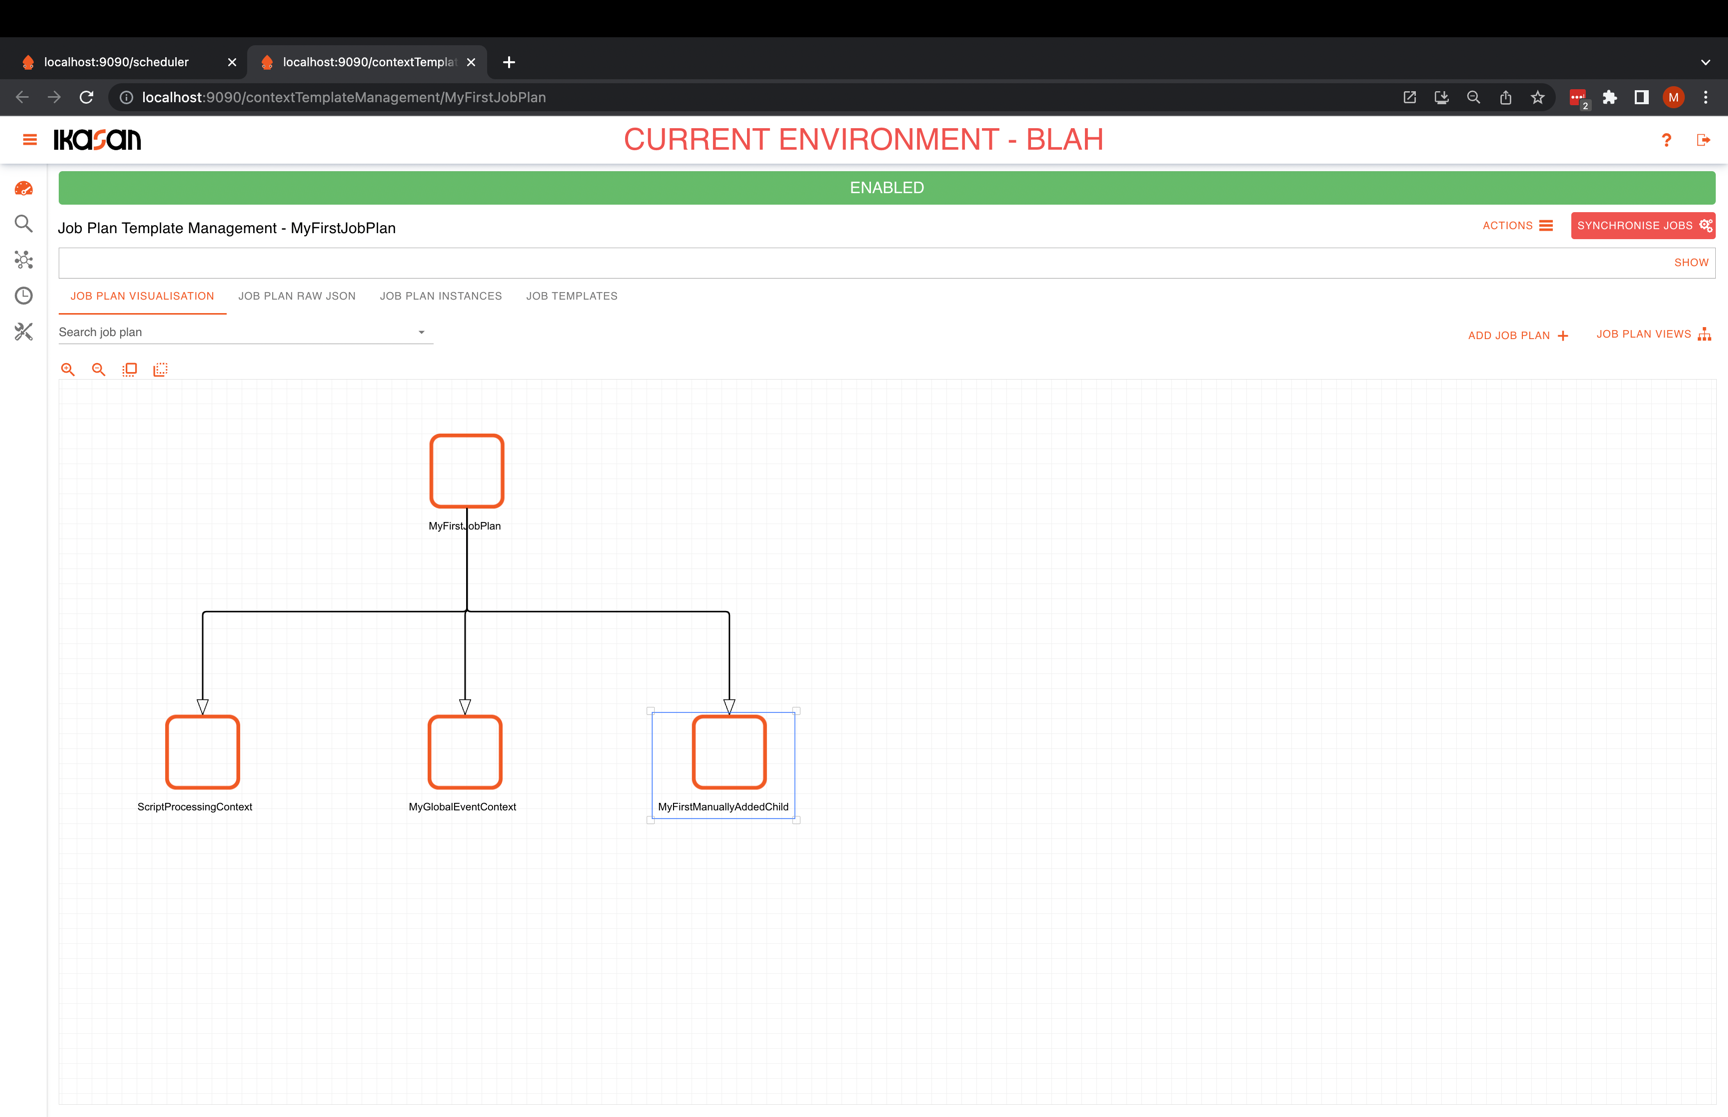 localhost:9090/scheduler
localhost:9090/contextTempla
localhost:9090/contextTemplateManagement/MyFirstJobPlan
2
M
IKasan
CURRENT ENVIRONMENT - BLAH
?
ENABLED
Job Plan Template Management - MyFirstJobPlan
ACTIONS
SYNCHRONISE JOBS
SHOW
JOB PLAN VISUALISATION
JOB PLAN RAW JSON
JOB PLAN INSTANCES
JOB TEMPLATES
Search job plan
ADD JOB PLAN +
JOB PLAN VIEWS
MyFirstJobPlan
ScriptProcessingContext
MyGlobalEventContext
MyFirstManuallyAddedChild